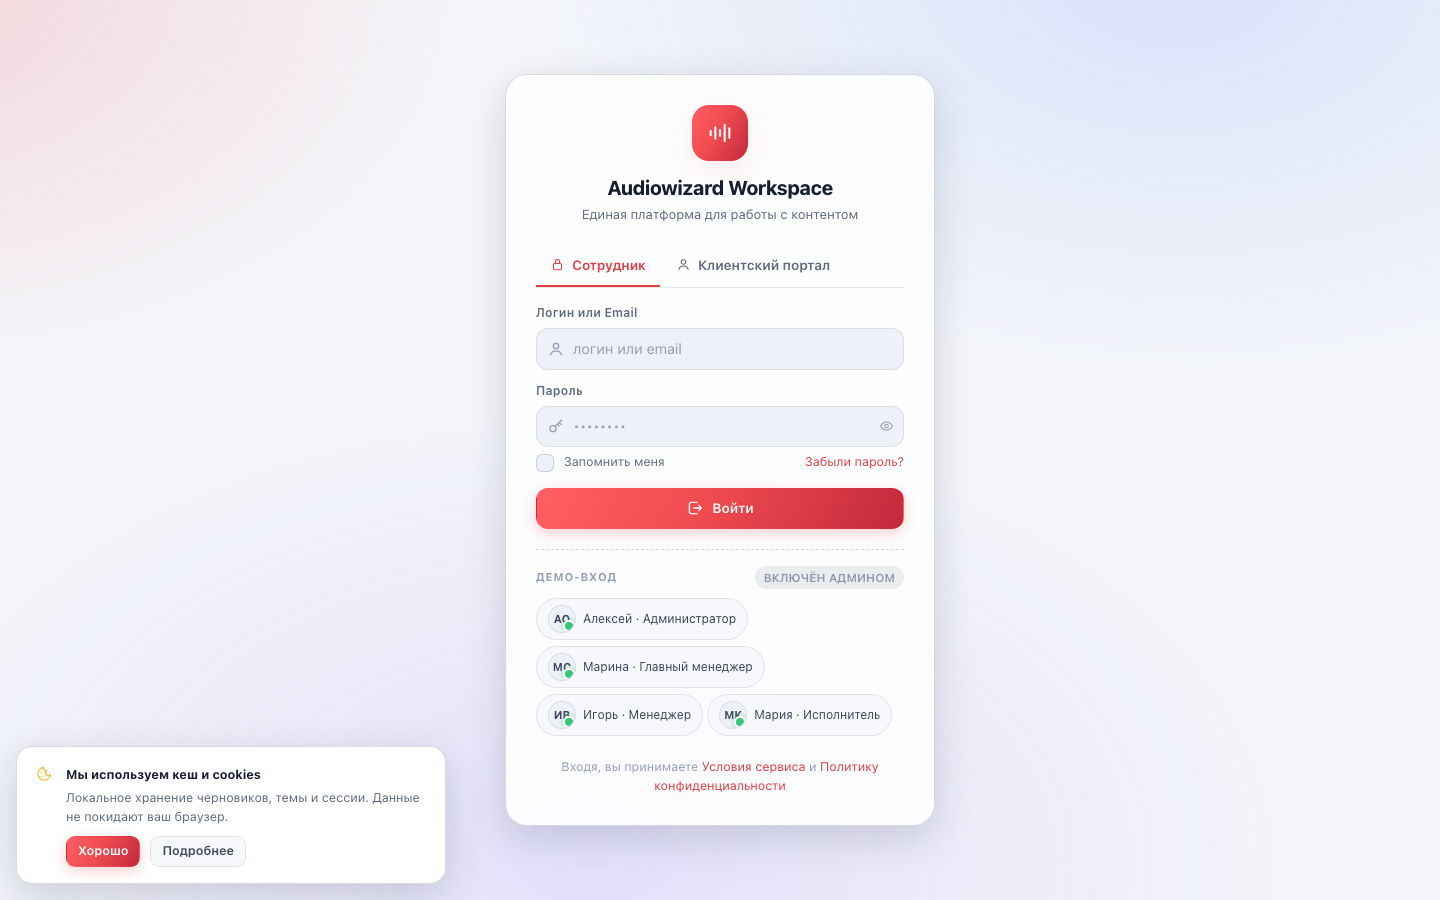 Audiowizard Workspace
Единая платформа для работы с контентом
Сотрудник Клиентский портал
Логин или Email
логин или email
Пароль
••••••••
Запомнить меня Забыли пароль?
Войти
ДЕМО-ВХОД ВКЛЮЧЁН АДМИНОМ
Алексей · Администратор
Марина · Главный менеджер
ИВ Игорь · Менеджер МК Мария · Исполнитель
Входя, вы принимаете Условия сервиса и Политику
конфиденциальности
Мы используем кеш и cookies
Локальное хранение черновиков, темы и сессии. Данные
не покидают ваш браузер.
Хорошо Подробнее